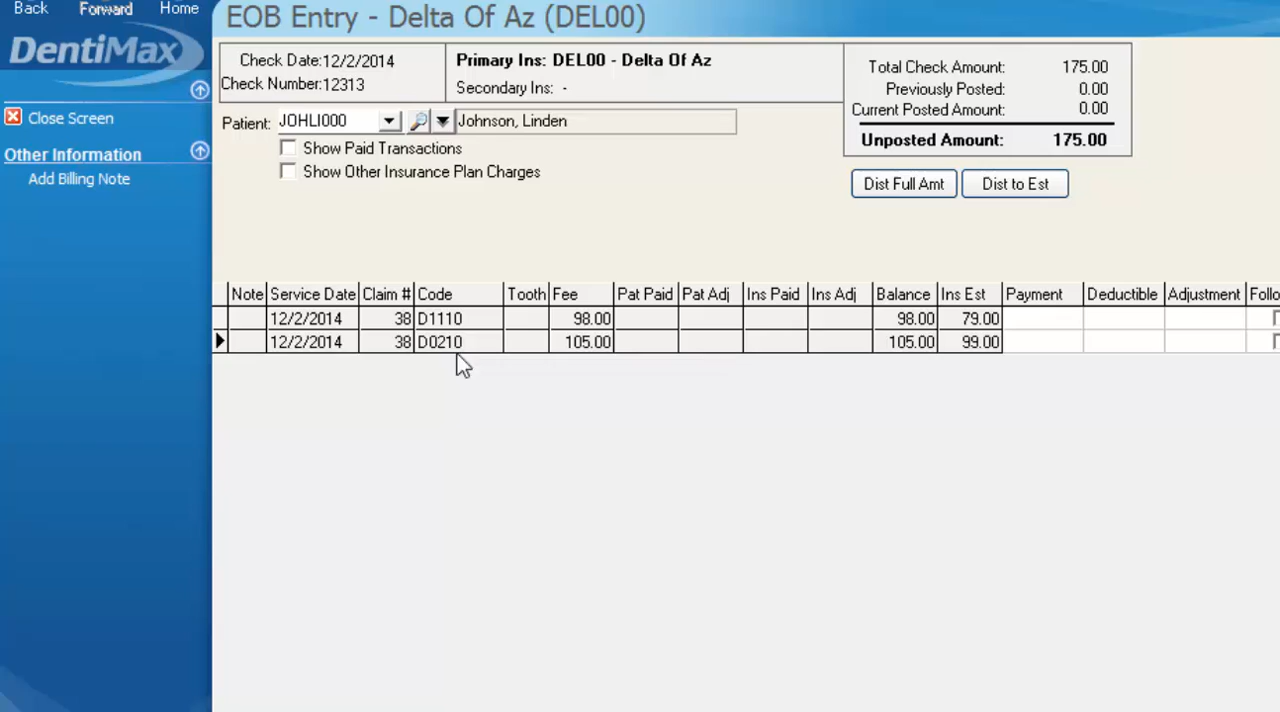 Back Forward Home
DentiMax
Close Screen
Other Information
Add Billing Note
EOB Entry - Delta Of Az (DEL00)
Check Date:12/2/2014
Check Number:12313
Primary Ins: DEL00 - Delta Of Az
Secondary Ins: -
Total Check Amount: 175.00
Previously Posted: 0.00
Current Posted Amount: 0.00
Unposted Amount: 175.00
Patient: JOHLI000 Johnson, Linden
Show Paid Transactions
Show Other Insurance Plan Charges
Dist Full Amt Dist to Est
Note Service Date Claim # Code Tooth Fee Pat Paid Pat Adj Ins Paid Ins Adj Balance Ins Est Payment Deductible Adjustment Follo
12/2/2014 38 D1110 98.00 98.00 79.00
12/2/2014 38 D0210 105.00 105.00 99.00